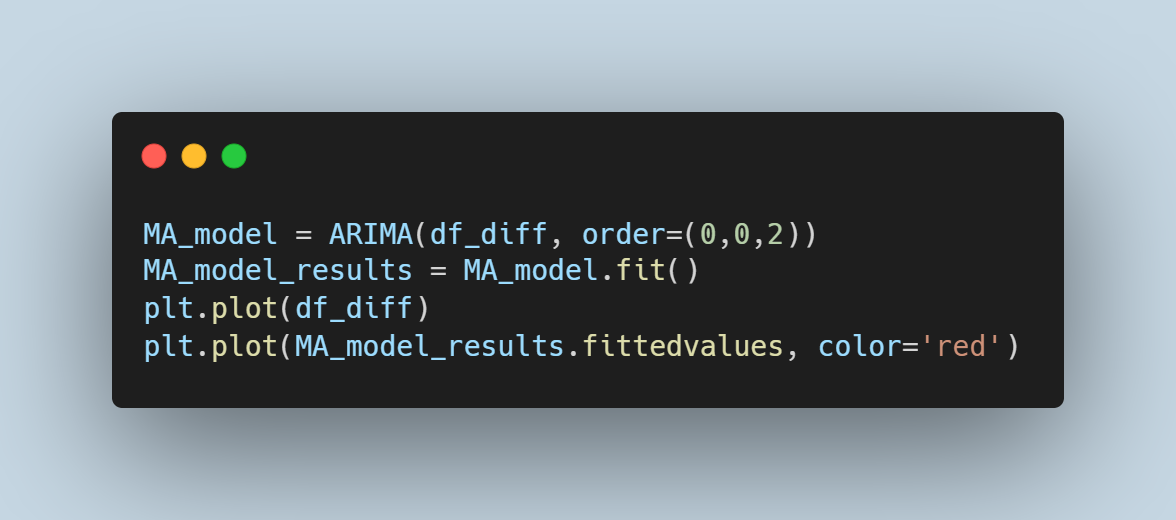 MA_model = ARIMA(df_diff, order=(0,0,2))
MA_model_results = MA_model.fit()
plt.plot(df_diff)
plt.plot(MA_model_results.fittedvalues, color='red')